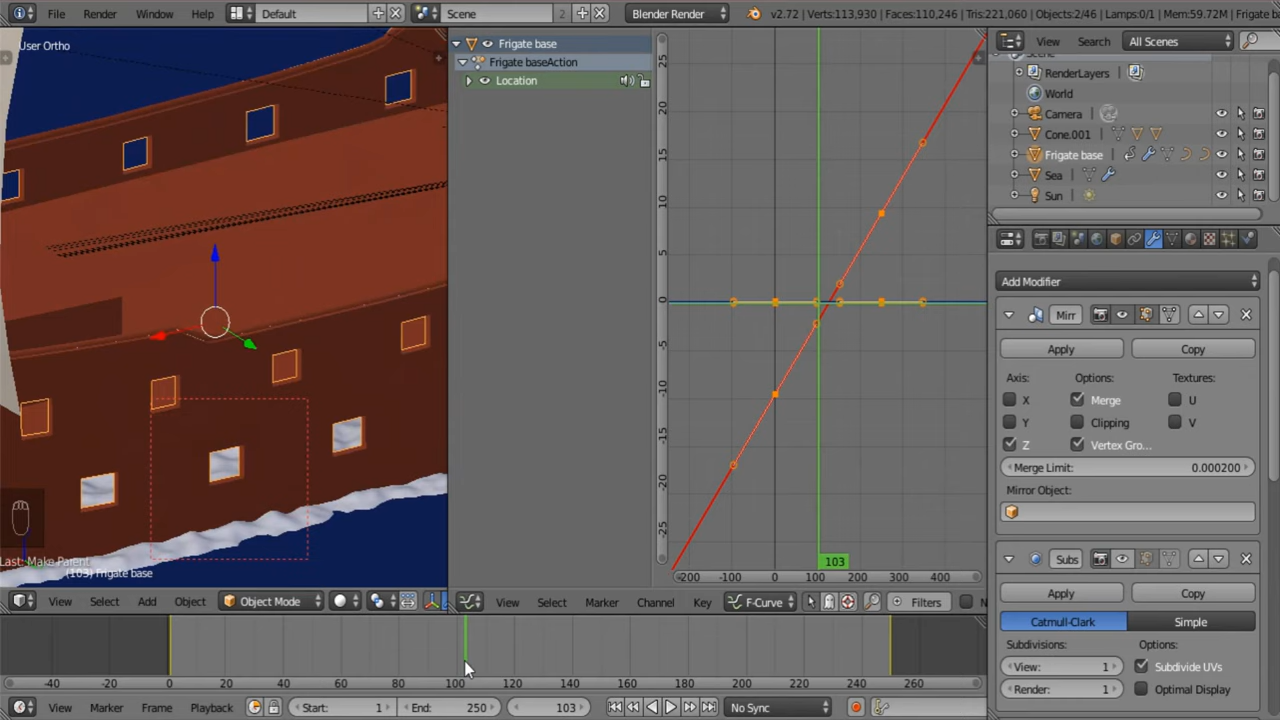 File Render Window Help Default Scene 2 Blender Render v2.72 | Verts:113,930 | Faces:110,246 | Tris:221,060 | Objects:2/46 | Lamps:0/1 | Mem:59.72M | Frigate b
User Ortho
Frigate base
Frigate baseAction
Location
View Search All Scenes
RenderLayers
World
Camera
Cone.001
Frigate base
Sea
Sun
Add Modifier
Mirr
Apply Copy
Axis: Options: Textures:
X Merge U
Y Clipping V
Z Vertex Gro...
Merge Limit: 0.000200
Mirror Object:
Subs
Apply Copy
Catmull-Clark Simple
Subdivisions: Options:
View: 1 Subdivide UVs
Render: 1 Optimal Display
25
20
15
10
5
0
-5
-10
-15
-20
-25
103
-200 -100 0 100 200 300 400
Last: Make Parent
(103) Frigate base
View Select Add Object Object Mode
View Select Marker Channel Key F-Curve Filters N
-40 -20 0 20 40 60 80 100 120 140 160 180 200 220 240 260
View Marker Frame Playback Start: 1 End: 250 103 No Sync